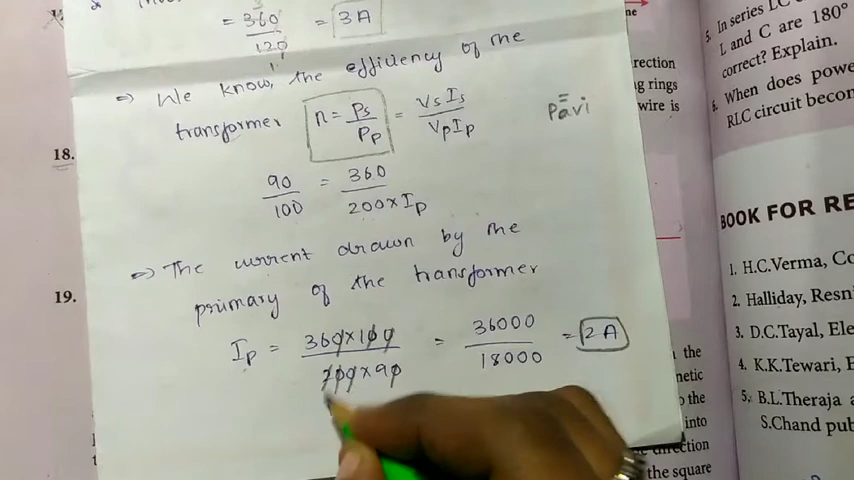 = 360/120 = 3A
⇒ We know, the efficiency of the
transformer n = Ps/Pp = VsIs/VpIp
Pavi
90/100 = 360/200×Ip
⇒ The current drawn by the
primary of the transformer
Ip = 360×100/200×90 = 36000/18000 = 2A
18.
19.
ne
rection
g rings
wire is
the
netic
o the
into
direction
the square
5. In series LC
L and C are 180°
correct? Explain.
6. When does powe
RLC circuit becom
BOOK FOR RE
1. H.C.Verma, Co
2. Halliday, Resni
3. D.C.Tayal, Ele
4. K.K.Tewari, E
5. B.L.Theraja a
S.Chand pub